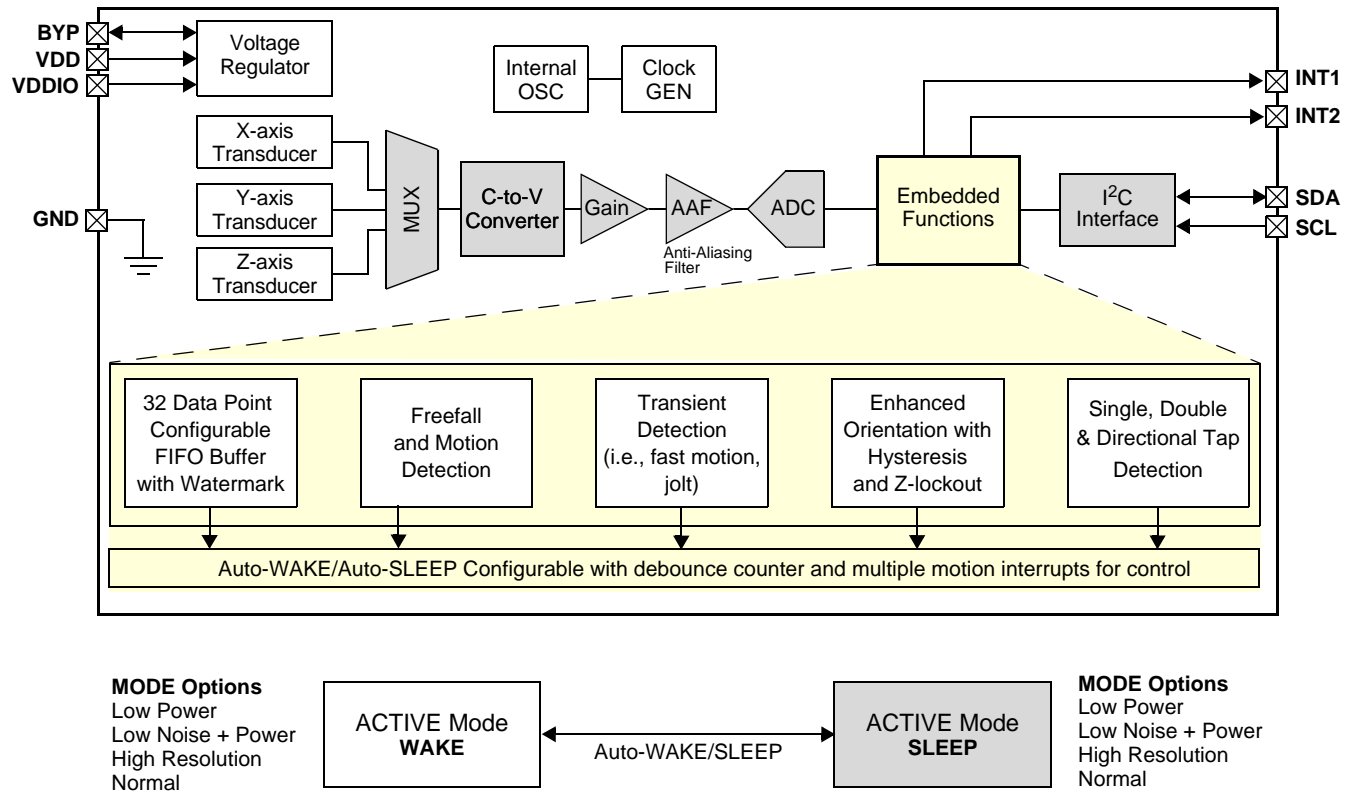 BYP
VDD
VDDIO
GND
Voltage
Regulator
Internal
OSC
Clock
GEN
INT1
INT2
SDA
SCL
X-axis
Transducer
Y-axis
Transducer
Z-axis
Transducer
MUX
C-to-V
Converter
Gain
AAF
Anti-Aliasing
Filter
ADC
Embedded
Functions
I²C
Interface
32 Data Point
Configurable
FIFO Buffer
with Watermark
Freefall
and Motion
Detection
Transient
Detection
(i.e., fast motion,
jolt)
Enhanced
Orientation with
Hysteresis
and Z-lockout
Single, Double
& Directional Tap
Detection
Auto-WAKE/Auto-SLEEP Configurable with debounce counter and multiple motion interrupts for control
MODE Options
Low Power
Low Noise + Power
High Resolution
Normal
ACTIVE Mode
WAKE
Auto-WAKE/SLEEP
ACTIVE Mode
SLEEP
MODE Options
Low Power
Low Noise + Power
High Resolution
Normal